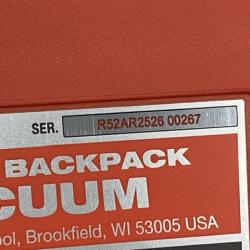 SER. R52AR2526 00267
BACKPACK
CUUM
ool, Brookfield, WI 53005 USA